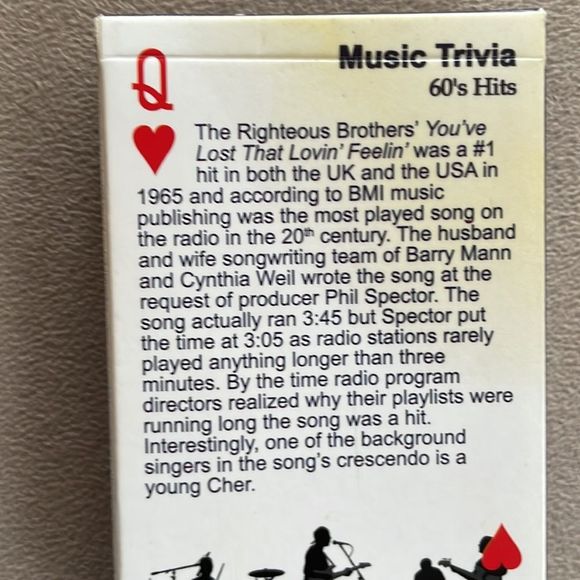 Q
Music Trivia
60's Hits
The Righteous Brothers' You've
Lost That Lovin' Feelin' was a #1
hit in both the UK and the USA in
1965 and according to BMI music
publishing was the most played song on
the radio in the 20th century. The husband
and wife songwriting team of Barry Mann
and Cynthia Weil wrote the song at the
request of producer Phil Spector. The
song actually ran 3:45 but Spector put
the time at 3:05 as radio stations rarely
played anything longer than three
minutes. By the time radio program
directors realized why their playlists were
running long the song was a hit.
Interestingly, one of the background
singers in the song's crescendo is a
young Cher.